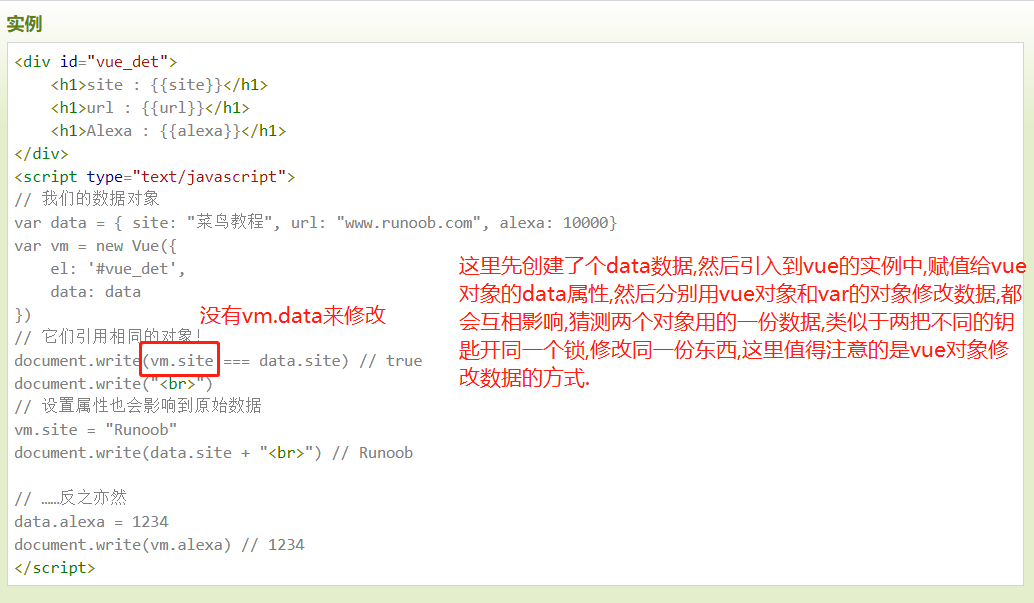 实例
<div id="vue_det">
    <h1>site : {{site}}</h1>
    <h1>url : {{url}}</h1>
    <h1>Alexa : {{alexa}}</h1>
</div>
<script type="text/javascript">
// 我们的数据对象
var data = { site: "菜鸟教程", url: "www.runoob.com", alexa: 10000}
var vm = new Vue({
    el: '#vue_det',
    data: data
})
// 它们引用相同的对象！
document.write(vm.site === data.site) // true
document.write("<br>")
// 设置属性也会影响到原始数据
vm.site = "Runoob"
document.write(data.site + "<br>") // Runoob

// ……反之亦然
data.alexa = 1234
document.write(vm.alexa) // 1234
</script>
没有vm.data来修改
这里先创建了个data数据,然后引入到vue的实例中,赋值给vue
对象的data属性,然后分别用vue对象和var的对象修改数据,都
会互相影响,猜测两个对象用的一份数据,类似于两把不同的钥
匙开同一个锁,修改同一份东西,这里值得注意的是vue对象修
改数据的方式.